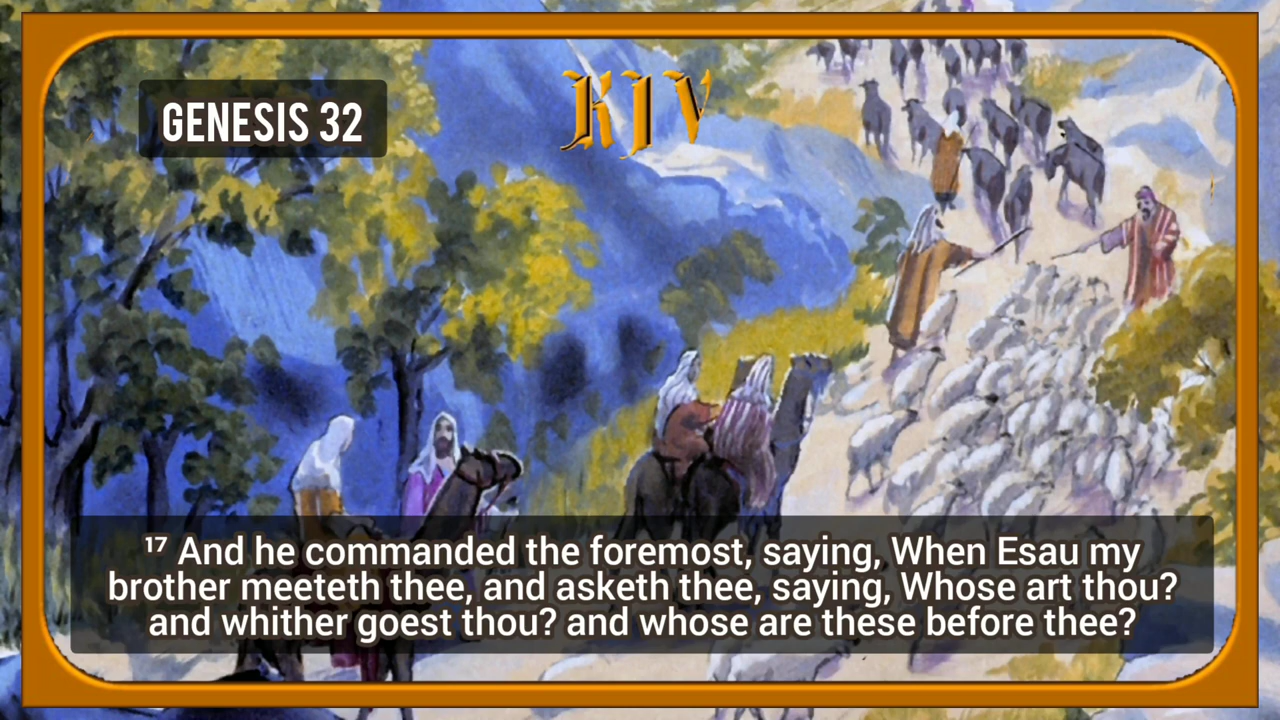 GENESIS 32
KJV
¹⁷ And he commanded the foremost, saying, When Esau my
brother meeteth thee, and asketh thee, saying, Whose art thou?
and whither goest thou? and whose are these before thee?